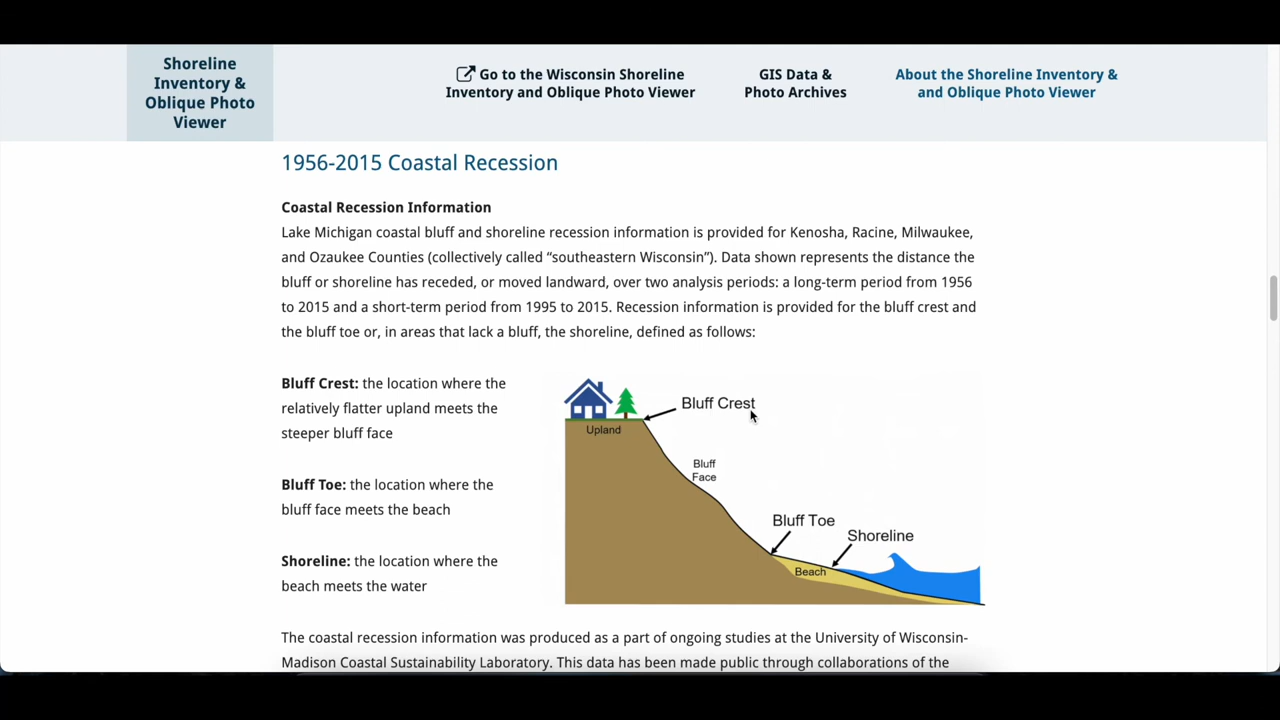 Shoreline
Inventory &
Oblique Photo
Viewer
Go to the Wisconsin Shoreline
Inventory and Oblique Photo Viewer
GIS Data &
Photo Archives
About the Shoreline Inventory &
and Oblique Photo Viewer
1956-2015 Coastal Recession
Coastal Recession Information
Lake Michigan coastal bluff and shoreline recession information is provided for Kenosha, Racine, Milwaukee,
and Ozaukee Counties (collectively called “southeastern Wisconsin”). Data shown represents the distance the
bluff or shoreline has receded, or moved landward, over two analysis periods: a long-term period from 1956
to 2015 and a short-term period from 1995 to 2015. Recession information is provided for the bluff crest and
the bluff toe or, in areas that lack a bluff, the shoreline, defined as follows:
Bluff Crest: the location where the
relatively flatter upland meets the
steeper bluff face
Bluff Toe: the location where the
bluff face meets the beach
Shoreline: the location where the
beach meets the water
Bluff Crest
Upland
Bluff
Face
Bluff Toe
Shoreline
Beach
The coastal recession information was produced as a part of ongoing studies at the University of Wisconsin-
Madison Coastal Sustainability Laboratory. This data has been made public through collaborations of the